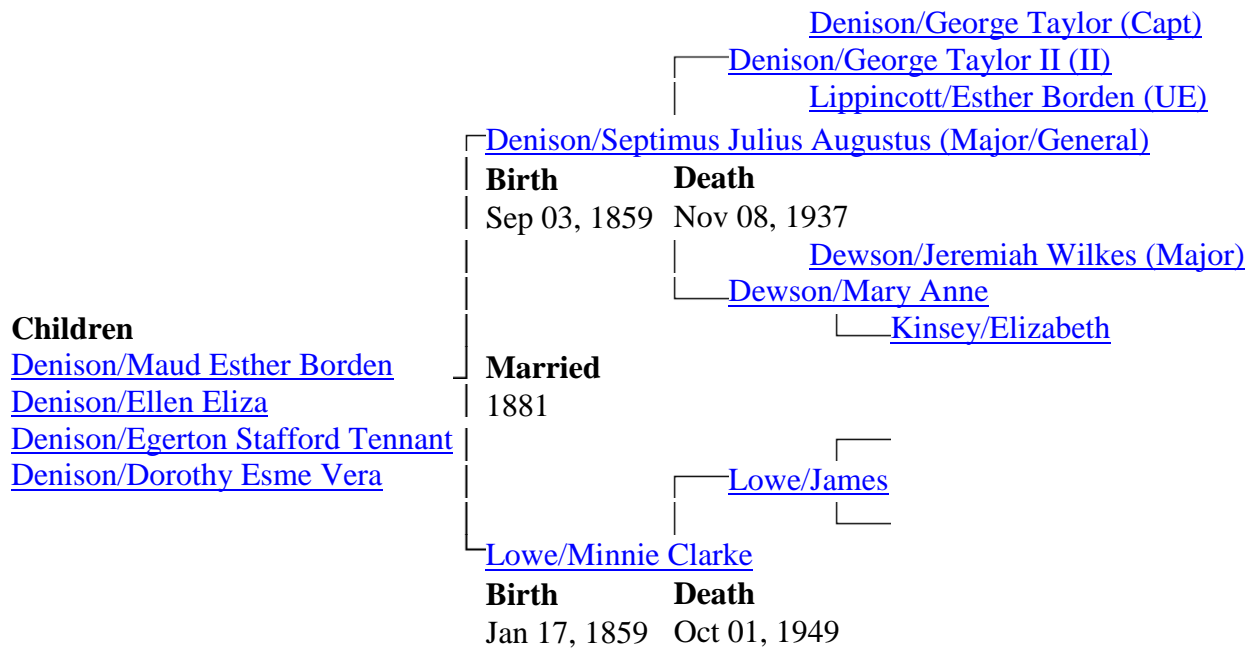 Denison/George Taylor (Capt)
Denison/George Taylor II (II)
Lippincott/Esther Borden (UE)
Denison/Septimus Julius Augustus (Major/General)
Birth Death
Sep 03, 1859 Nov 08, 1937
Dewson/Jeremiah Wilkes (Major)
Dewson/Mary Anne
Kinsey/Elizabeth
Children
Denison/Maud Esther Borden
Denison/Ellen Eliza
Denison/Egerton Stafford Tennant
Denison/Dorothy Esme Vera
Married
1881
Lowe/James
Lowe/Minnie Clarke
Birth Death
Jan 17, 1859 Oct 01, 1949